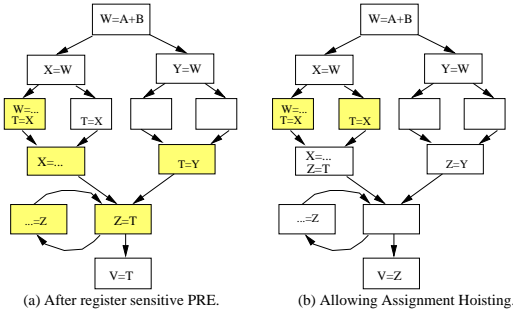 W=A+B
X=W
Y=W
W=...
T=X
T=X
X=...
T=Y
...=Z
Z=T
V=T
(a) After register sensitive PRE.
W=A+B
X=W
Y=W
W=...
T=X
T=X
X=...
Z=T
Z=Y
...=Z
V=Z
(b) Allowing Assignment Hoisting.